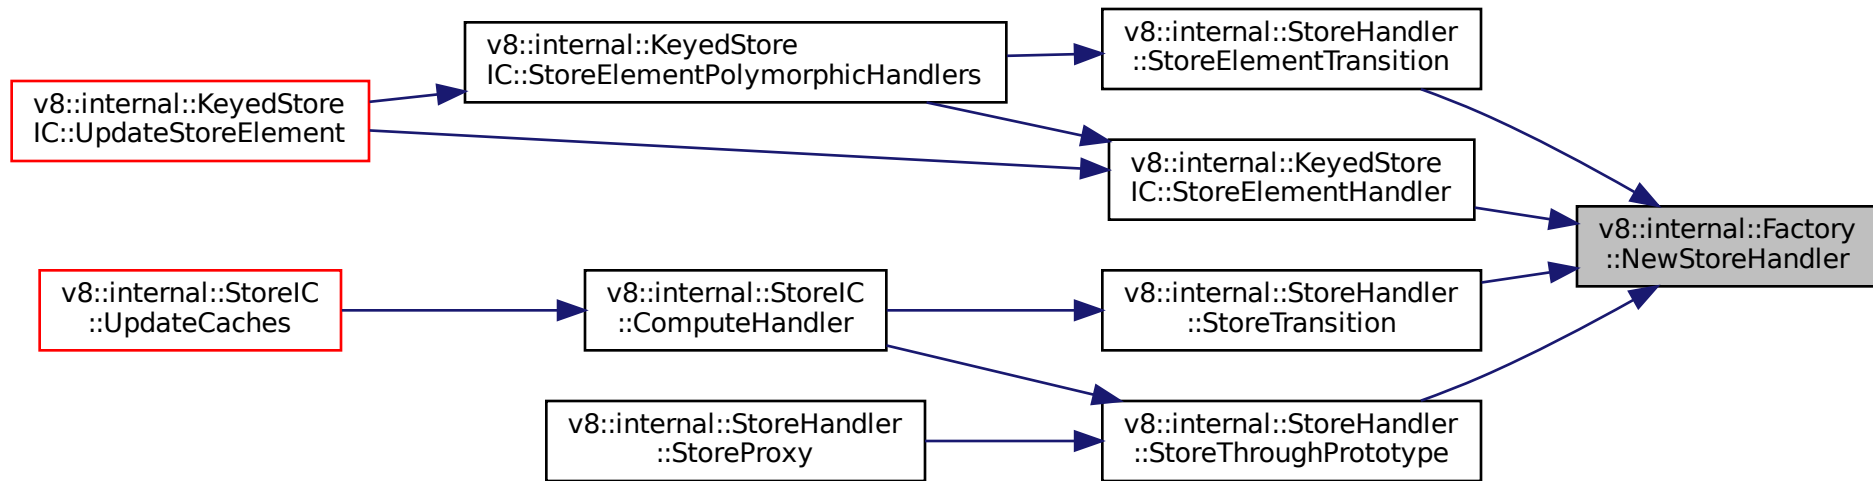 v8::internal::KeyedStore
IC::UpdateStoreElement
v8::internal::KeyedStore
IC::StoreElementPolymorphicHandlers
v8::internal::StoreHandler
::StoreElementTransition
v8::internal::KeyedStore
IC::StoreElementHandler
v8::internal::Factory
::NewStoreHandler
v8::internal::StoreIC
::UpdateCaches
v8::internal::StoreIC
::ComputeHandler
v8::internal::StoreHandler
::StoreTransition
v8::internal::StoreHandler
::StoreProxy
v8::internal::StoreHandler
::StoreThroughPrototype